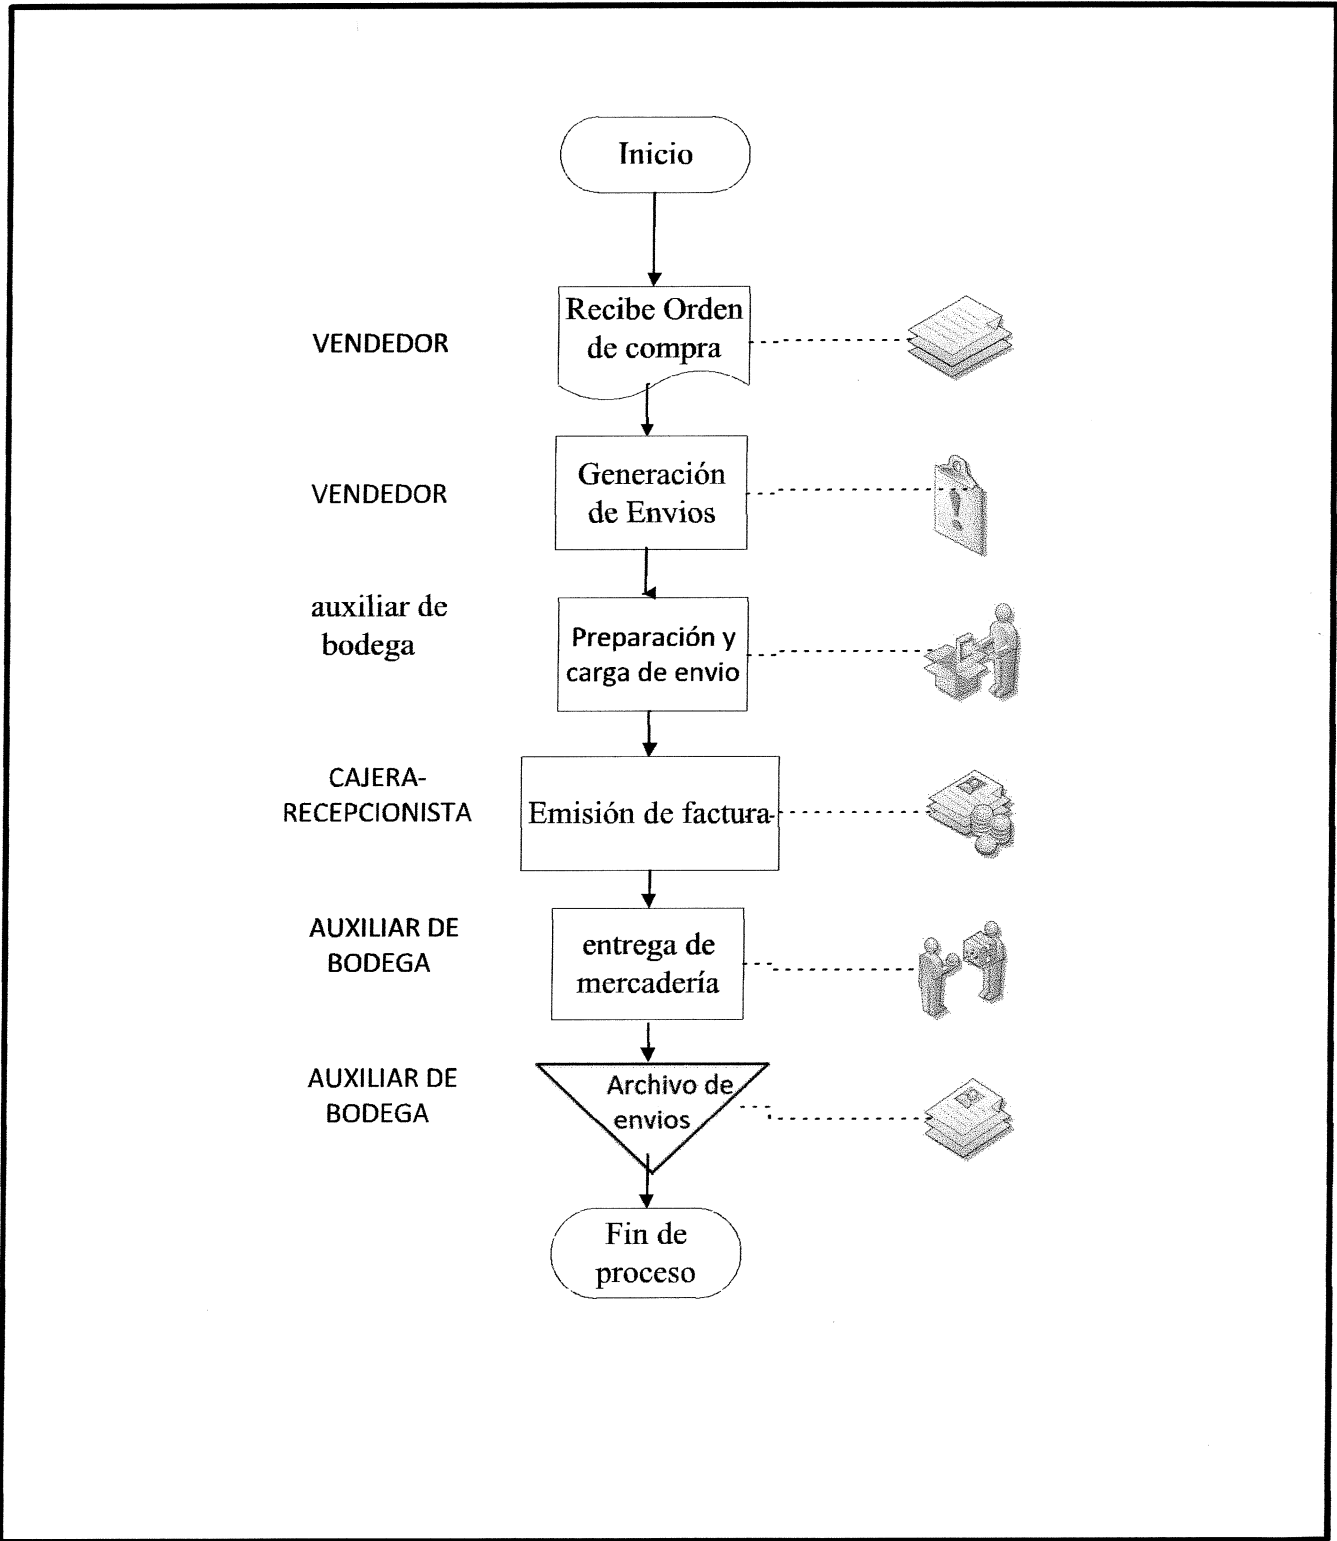 Inicio
VENDEDOR
Recibe Orden
de compra
VENDEDOR
Generación
de Envios
auxiliar de
bodega
Preparación y
carga de envio
CAJERA-
RECEPCIONISTA
Emisión de factura
AUXILIAR DE
BODEGA
entrega de
mercadería
AUXILIAR DE
BODEGA
Archivo de
envios
Fin de
proceso